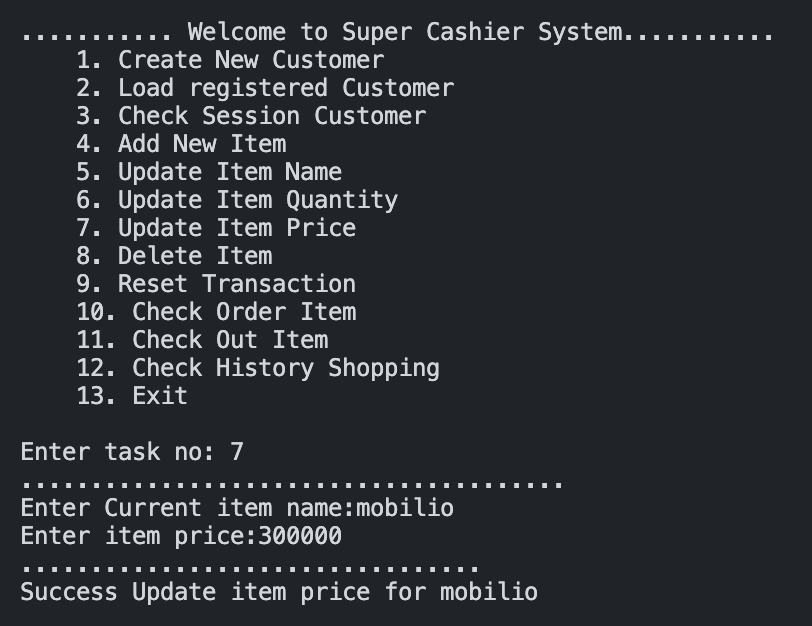 ........... Welcome to Super Cashier System...........
    1. Create New Customer
    2. Load registered Customer
    3. Check Session Customer
    4. Add New Item
    5. Update Item Name
    6. Update Item Quantity
    7. Update Item Price
    8. Delete Item
    9. Reset Transaction
    10. Check Order Item
    11. Check Out Item
    12. Check History Shopping
    13. Exit
Enter task no: 7
.......................................
Enter Current item name:mobilio
Enter item price:300000
.................................
Success Update item price for mobilio